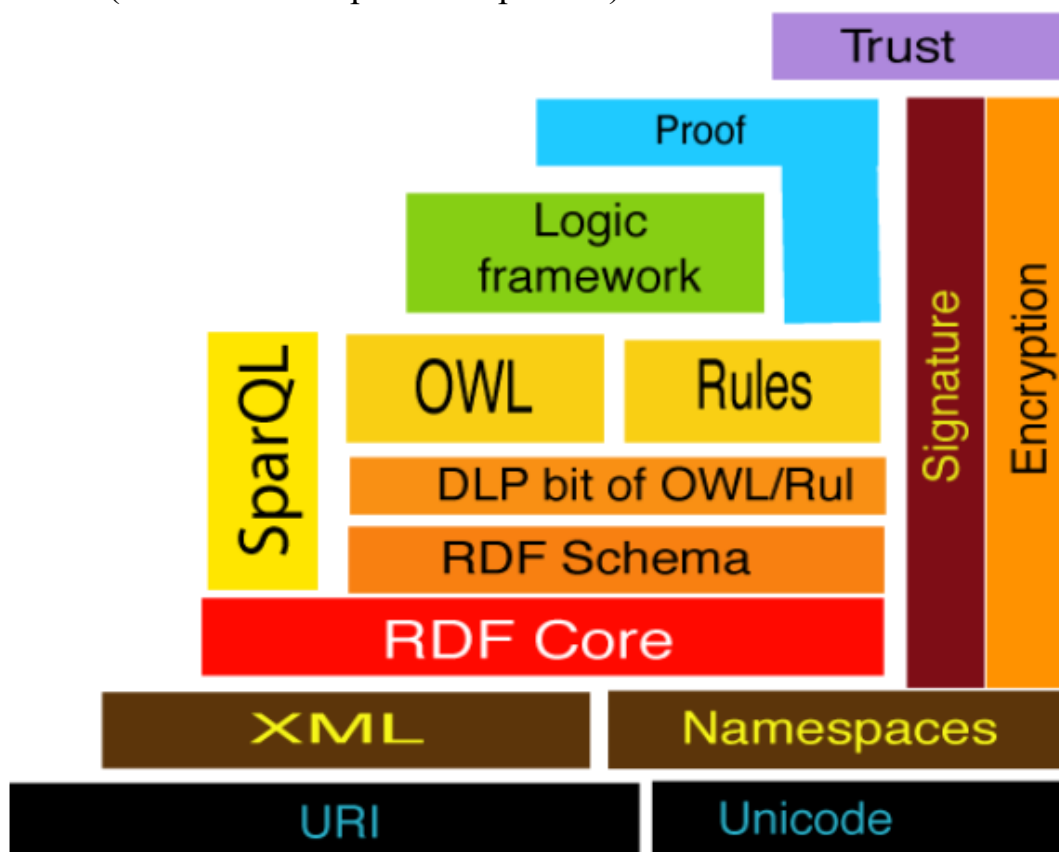 Trust
Proof
Logic
framework
SparQL
OWL
Rules
Signature
Encryption
DLP bit of OWL/Rul
RDF Schema
RDF Core
XML
Namespaces
URI
Unicode